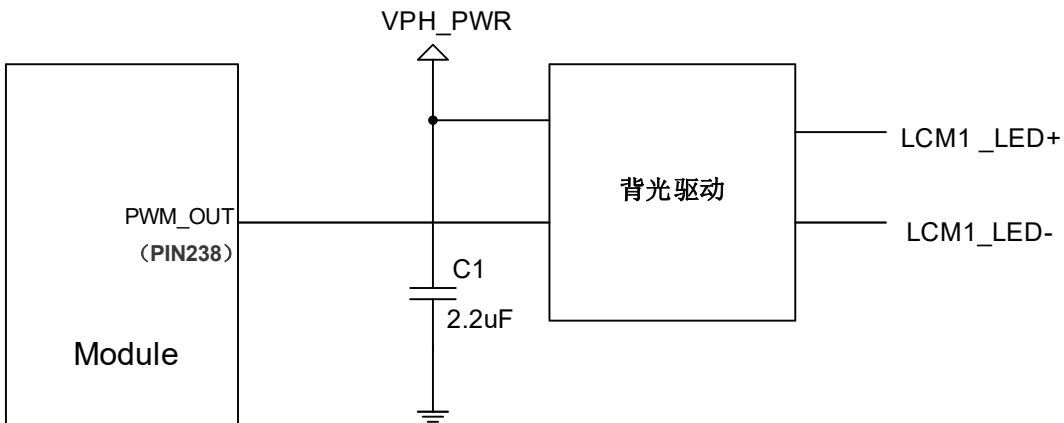 VPH_PWR
LCM1 _LED+
背光驱动
PWM_OUT
(PIN238)
LCM1_LED-
C1
2.2uF
Module